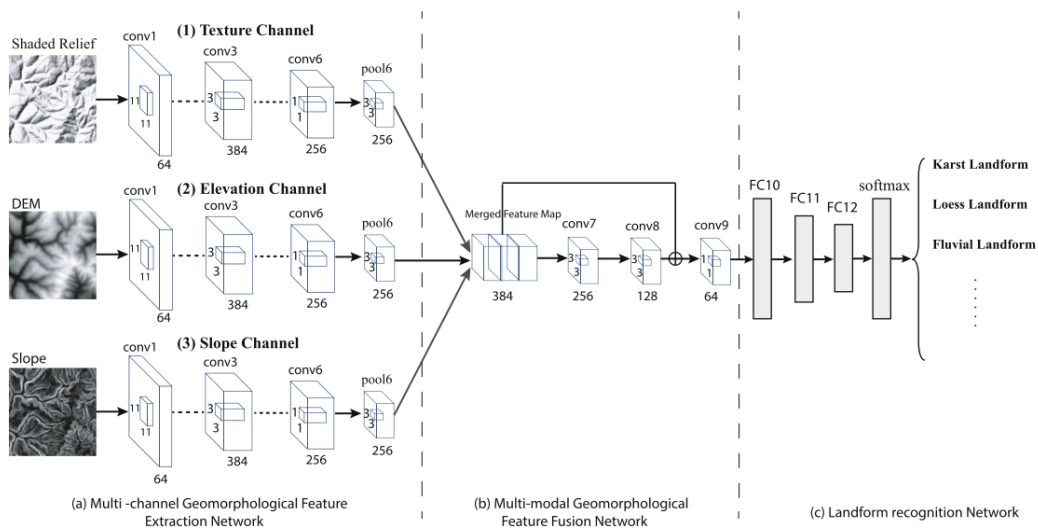 (1) Texture Channel
Shaded Relief
conv1
conv3
conv6
pool6
11
11
3
3
1
1
3
3
64
384
256
256
(2) Elevation Channel
DEM
conv1
conv3
conv6
pool6
11
11
3
3
1
1
3
3
64
384
256
256
(3) Slope Channel
Slope
conv1
conv3
conv6
pool6
11
11
3
3
1
1
3
3
64
384
256
256
(a) Multi -channel Geomorphological Feature
Extraction Network
Merged Feature Map
conv7
conv8
conv9
3
3
3
3
1
1
384
256
128
64
(b) Multi-modal Geomorphological
Feature Fusion Network
FC10
FC11
FC12
softmax
Karst Landform
Loess Landform
Fluvial Landform
(c) Landform recognition Network